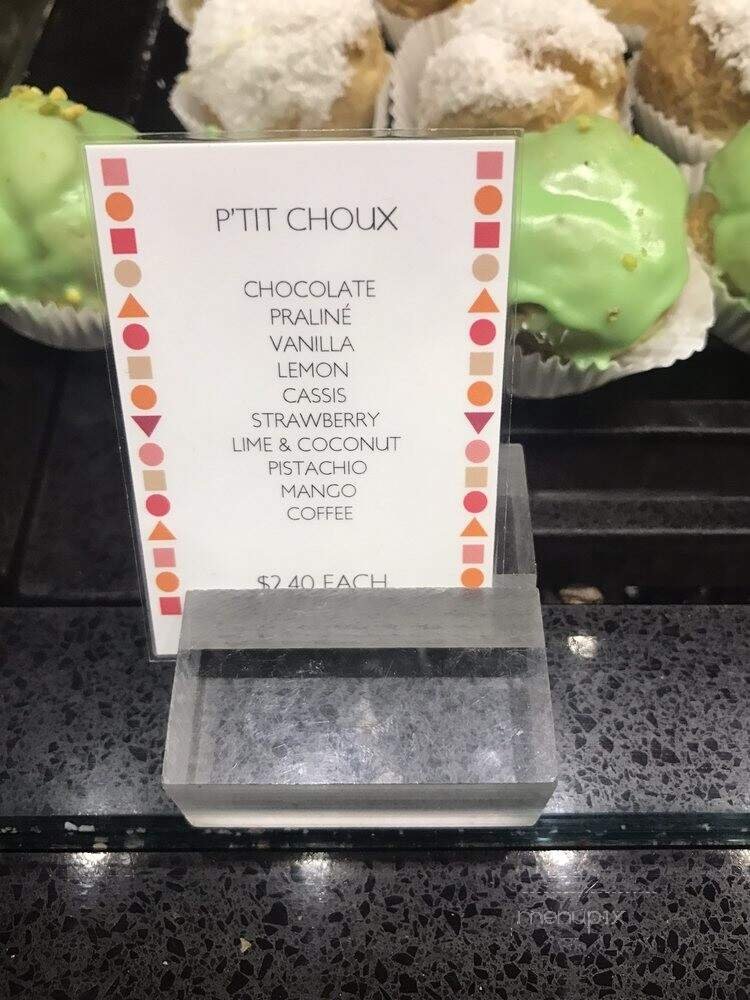 P'TIT CHOUX
CHOCOLATE
PRALINÉ
VANILLA
LEMON
CASSIS
STRAWBERRY
LIME & COCONUT
PISTACHIO
MANGO
COFFEE
$2.40 EACH
menupix